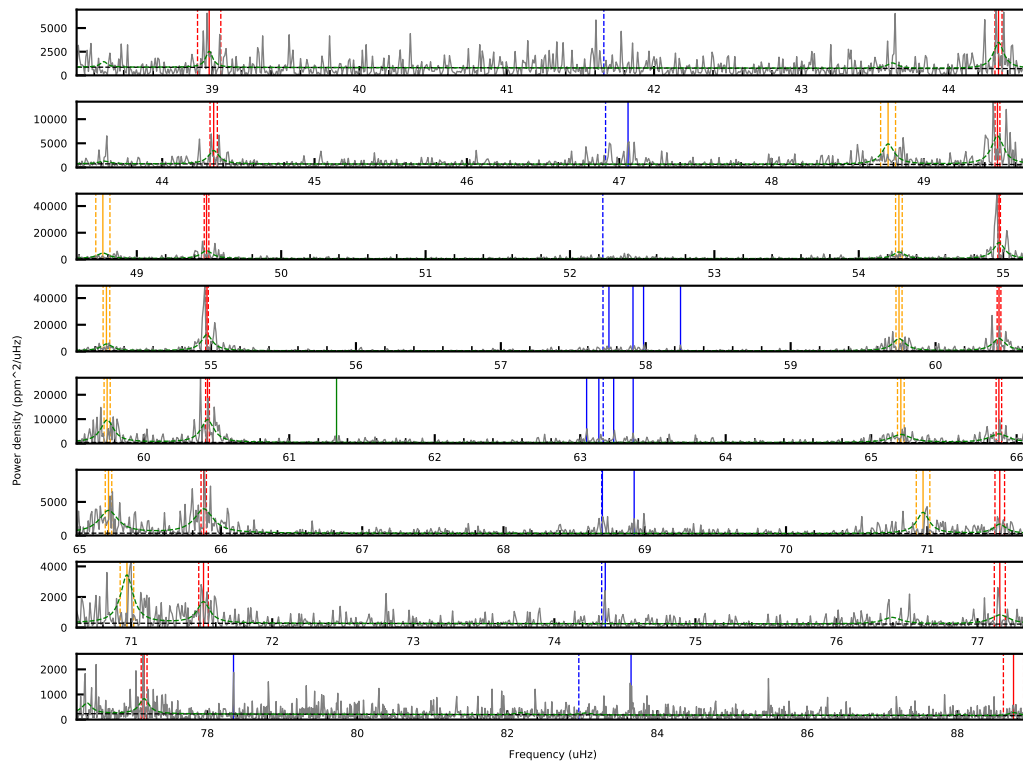 5000
2500
0
39 40 41 42 43 44
10000
5000
0
44 45 46 47 48 49
40000
20000
0
49 50 51 52 53 54 55
40000
20000
0
55 56 57 58 59 60
20000
10000
0
60 61 62 63 64 65 66
5000
0
65 66 67 68 69 70 71
4000
2000
0
71 72 73 74 75 76 77
2000
1000
0
78 80 82 84 86 88
Power density (ppm^2/uHz)
Frequency (uHz)